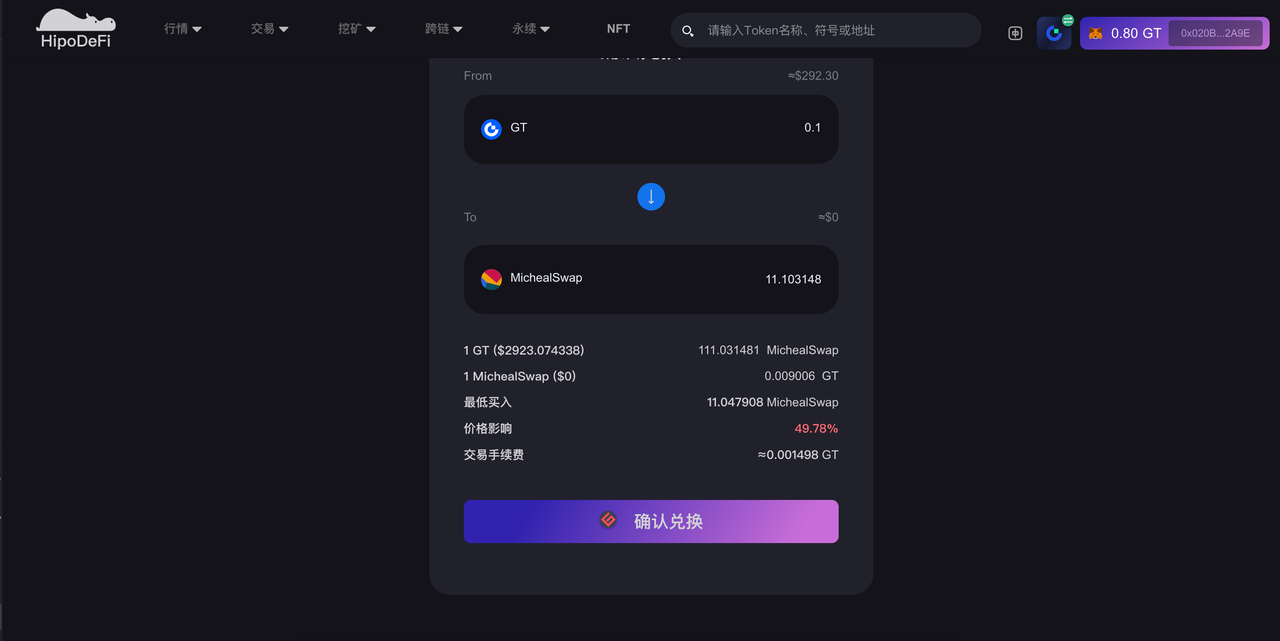 HipoDeFi
行情 交易 挖矿 跨链 永续 NFT 请输入Token名称、符号或地址 中 0.80 GT 0x020B...2A9E
From ≈$292.30
GT 0.1
To ≈$0
MichealSwap 11.103148
1 GT ($2923.074338) 111.031481 MichealSwap
1 MichealSwap ($0) 0.009006 GT
最低买入 11.047908 MichealSwap
价格影响 49.78%
交易手续费 ≈0.001498 GT
确认兑换